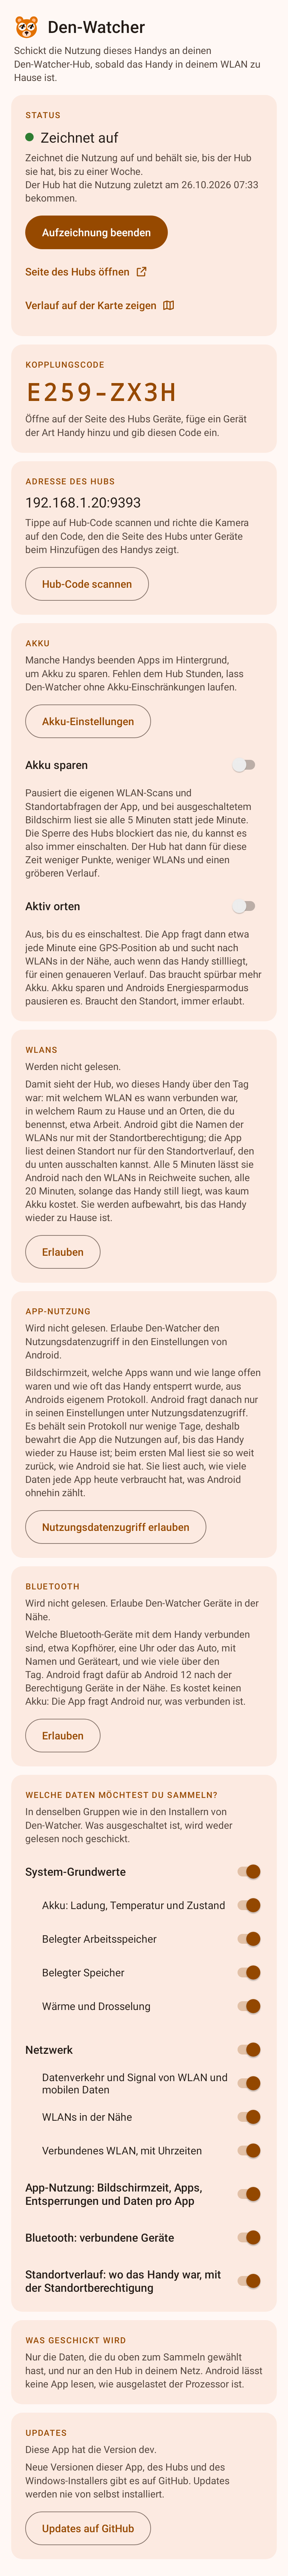 Den-Watcher
Schickt die Nutzung dieses Handys an deinen
Den-Watcher-Hub, sobald das Handy in deinem WLAN zu
Hause ist.
STATUS
Zeichnet auf
Zeichnet die Nutzung auf und behält sie, bis der Hub
sie hat, bis zu einer Woche.
Der Hub hat die Nutzung zuletzt am 26.10.2026 07:33
bekommen.
Aufzeichnung beenden
Seite des Hubs öffnen
Verlauf auf der Karte zeigen
KOPPLUNGSCODE
E259-ZX3H
Öffne auf der Seite des Hubs Geräte, füge ein Gerät
der Art Handy hinzu und gib diesen Code ein.
ADRESSE DES HUBS
192.168.1.20:9393
Tippe auf Hub-Code scannen und richte die Kamera
auf den Code, den die Seite des Hubs unter Geräte
beim Hinzufügen des Handys zeigt.
Hub-Code scannen
AKKU
Manche Handys beenden Apps im Hintergrund,
um Akku zu sparen. Fehlen dem Hub Stunden, lass
Den-Watcher ohne Akku-Einschränkungen laufen.
Akku-Einstellungen
Akku sparen
Pausiert die eigenen WLAN-Scans und
Standortabfragen der App, und bei ausgeschaltetem
Bildschirm liest sie alle 5 Minuten statt jede Minute.
Die Sperre des Hubs blockiert das nie, du kannst es
also immer einschalten. Der Hub hat dann für diese
Zeit weniger Punkte, weniger WLANs und einen
gröberen Verlauf.
Aktiv orten
Aus, bis du es einschaltest. Die App fragt dann etwa
jede Minute eine GPS-Position ab und sucht nach
WLANs in der Nähe, auch wenn das Handy stillliegt,
für einen genaueren Verlauf. Das braucht spürbar mehr
Akku. Akku sparen und Androids Energiesparmodus
pausieren es. Braucht den Standort, immer erlaubt.
WLANS
Werden nicht gelesen.
Damit sieht der Hub, wo dieses Handy über den Tag
war: mit welchem WLAN es wann verbunden war,
in welchem Raum zu Hause und an Orten, die du
benennst, etwa Arbeit. Android gibt die Namen der
WLANs nur mit der Standortberechtigung; die App
liest deinen Standort nur für den Standortverlauf, den
du unten ausschalten kannst. Alle 5 Minuten lässt sie
Android nach den WLANs in Reichweite suchen, alle
20 Minuten, solange das Handy still liegt, was kaum
Akku kostet. Sie werden aufbewahrt, bis das Handy
wieder zu Hause ist.
Erlauben
APP-NUTZUNG
Wird nicht gelesen. Erlaube Den-Watcher den
Nutzungsdatenzugriff in den Einstellungen von
Android.
Bildschirmzeit, welche Apps wann und wie lange offen
waren und wie oft das Handy entsperrt wurde, aus
Androids eigenem Protokoll. Android fragt danach nur
in seinen Einstellungen unter Nutzungsdatenzugriff.
Es behält sein Protokoll nur wenige Tage, deshalb
bewahrt die App die Nutzungen auf, bis das Handy
wieder zu Hause ist; beim ersten Mal liest sie so weit
zurück, wie Android sie hat. Sie liest auch, wie viele
Daten jede App heute verbraucht hat, was Android
ohnehin zählt.
Nutzungsdatenzugriff erlauben
BLUETOOTH
Wird nicht gelesen. Erlaube Den-Watcher Geräte in der
Nähe.
Welche Bluetooth-Geräte mit dem Handy verbunden
sind, etwa Kopfhörer, eine Uhr oder das Auto, mit
Namen und Geräteart, und wie viele über den
Tag. Android fragt dafür ab Android 12 nach der
Berechtigung Geräte in der Nähe. Es kostet keinen
Akku: Die App fragt Android nur, was verbunden ist.
Erlauben
WELCHE DATEN MÖCHTEST DU SAMMELN?
In denselben Gruppen wie in den Installern von
Den-Watcher. Was ausgeschaltet ist, wird weder
gelesen noch geschickt.
System-Grundwerte
Akku: Ladung, Temperatur und Zustand
Belegter Arbeitsspeicher
Belegter Speicher
Wärme und Drosselung
Netzwerk
Datenverkehr und Signal von WLAN und
mobilen Daten
WLANs in der Nähe
Verbundenes WLAN, mit Uhrzeiten
App-Nutzung: Bildschirmzeit, Apps,
Entsperrungen und Daten pro App
Bluetooth: verbundene Geräte
Standortverlauf: wo das Handy war, mit
der Standortberechtigung
WAS GESCHICKT WIRD
Nur die Daten, die du oben zum Sammeln gewählt
hast, und nur an den Hub in deinem Netz. Android lässt
keine App lesen, wie ausgelastet der Prozessor ist.
UPDATES
Diese App hat die Version dev.
Neue Versionen dieser App, des Hubs und des
Windows-Installers gibt es auf GitHub. Updates
werden nie von selbst installiert.
Updates auf GitHub